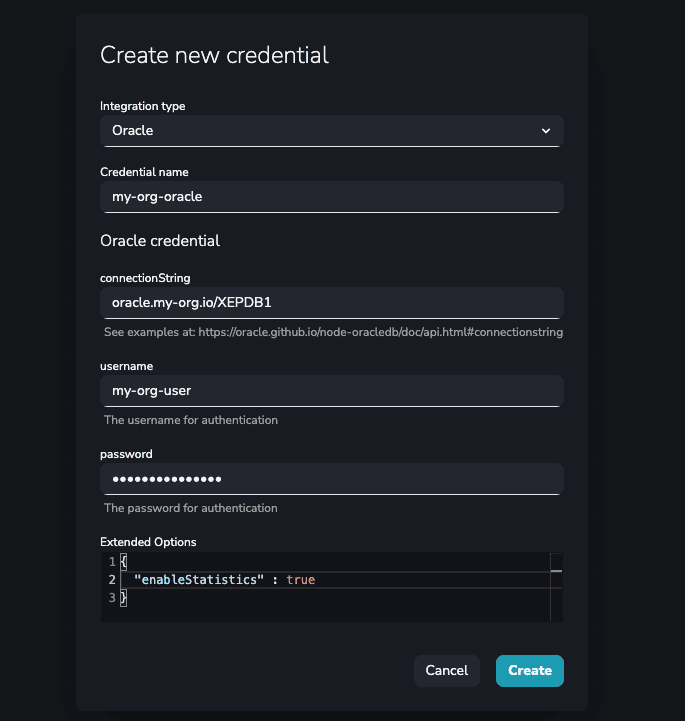 Create new credential
Integration type
Oracle
Credential name
my-org-oracle
Oracle credential
connectionString
oracle.my-org.io/XEPDB1
See examples at: https://oracle.github.io/node-oracledb/doc/api.html#connectionstring
username
my-org-user
The username for authentication
password
•••••••••••••••
The password for authentication
Extended Options
1 {
2 "enableStatistics" : true
3 }
Cancel Create